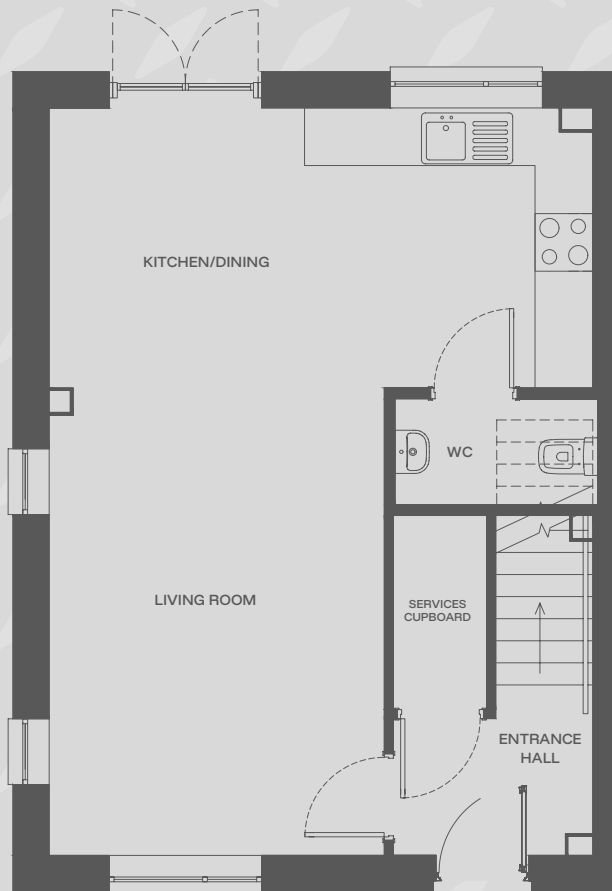 KITCHEN/DINING
WC
LIVING ROOM
SERVICES
CUPBOARD
ENTRANCE
HALL